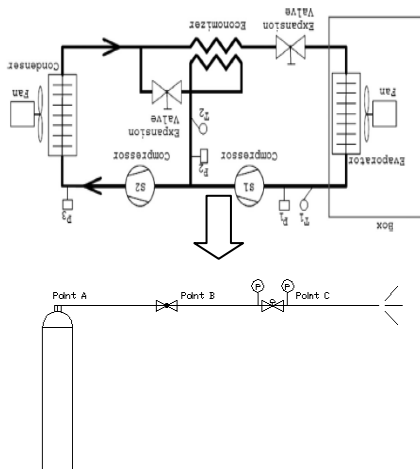 Box
T1
P1
P3
S1
S2
Compressor
Compressor
Evaporator
P2
Fan
T2
Expansion
Valve
Fan
Condenser
Expansion
Valve
Economizer
Point A
Point B
P
P
Point C